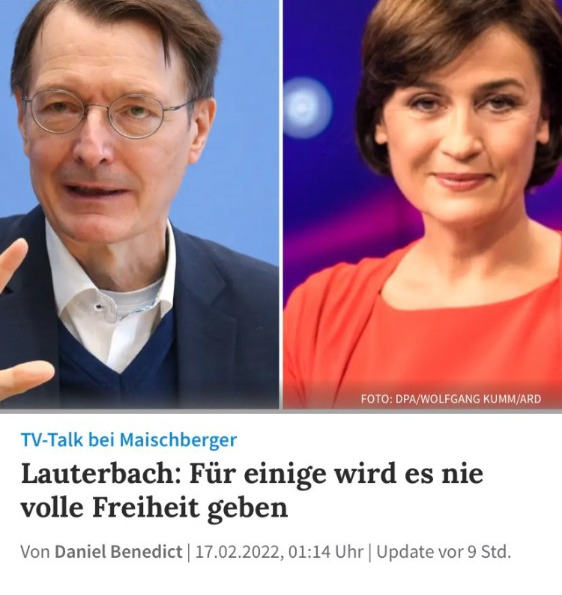 FOTO: DPA/WOLFGANG KUMM/ARD
TV-Talk bei Maischberger
Lauterbach: Für einige wird es nie
volle Freiheit geben
Von Daniel Benedict | 17.02.2022, 01:14 Uhr | Update vor 9 Std.